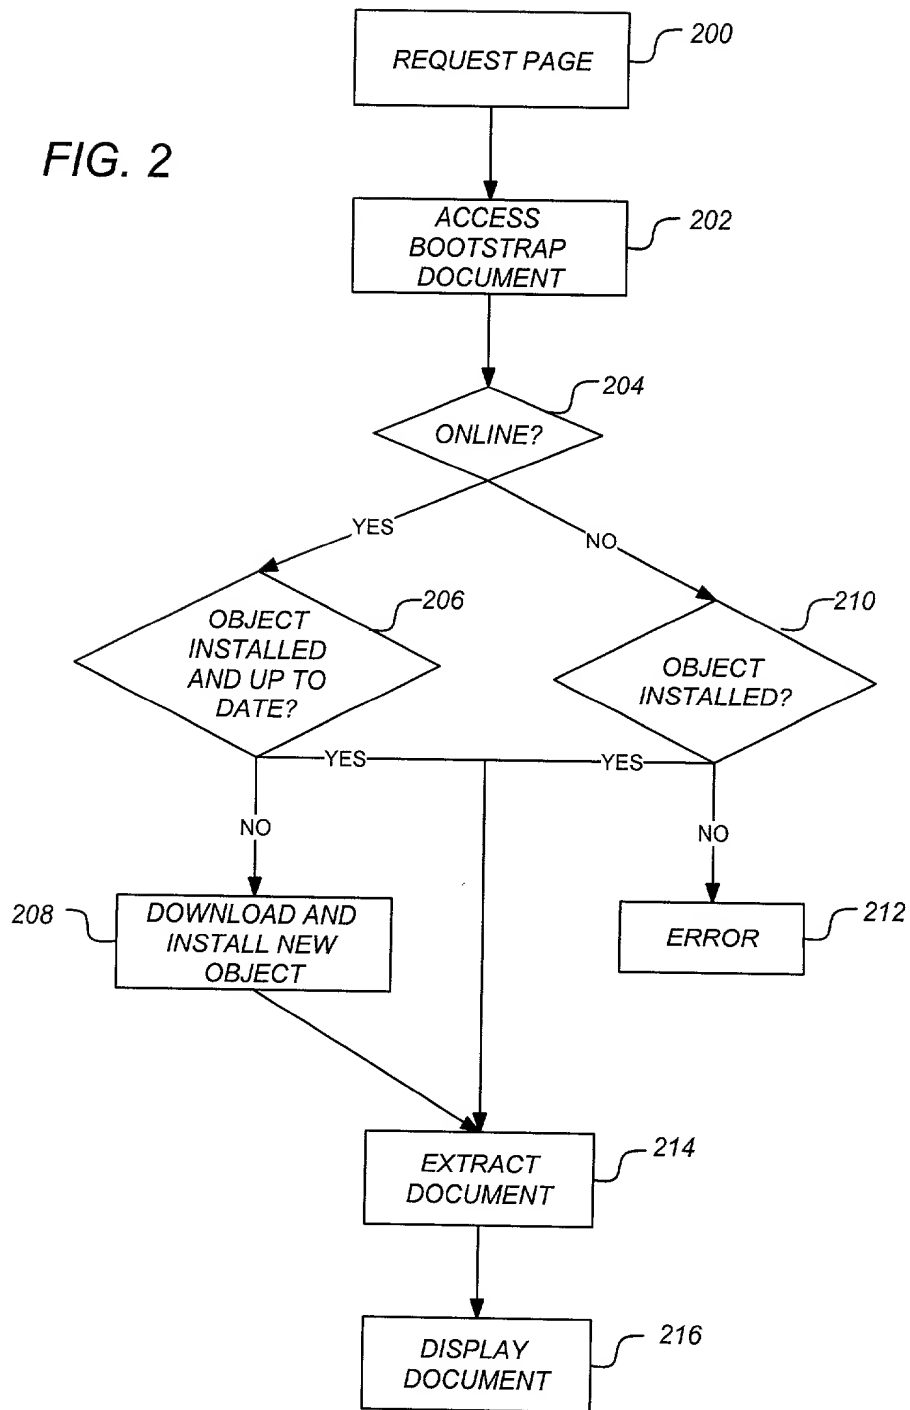 REQUEST PAGE
200
FIG. 2
ACCESS
BOOTSTRAP
DOCUMENT
202
204
ONLINE?
YES
NO
206
OBJECT
INSTALLED
AND UP TO
DATE?
210
OBJECT
INSTALLED?
YES
YES
NO
NO
208
DOWNLOAD AND
INSTALL NEW
OBJECT
ERROR
212
EXTRACT
DOCUMENT
214
DISPLAY
DOCUMENT
216